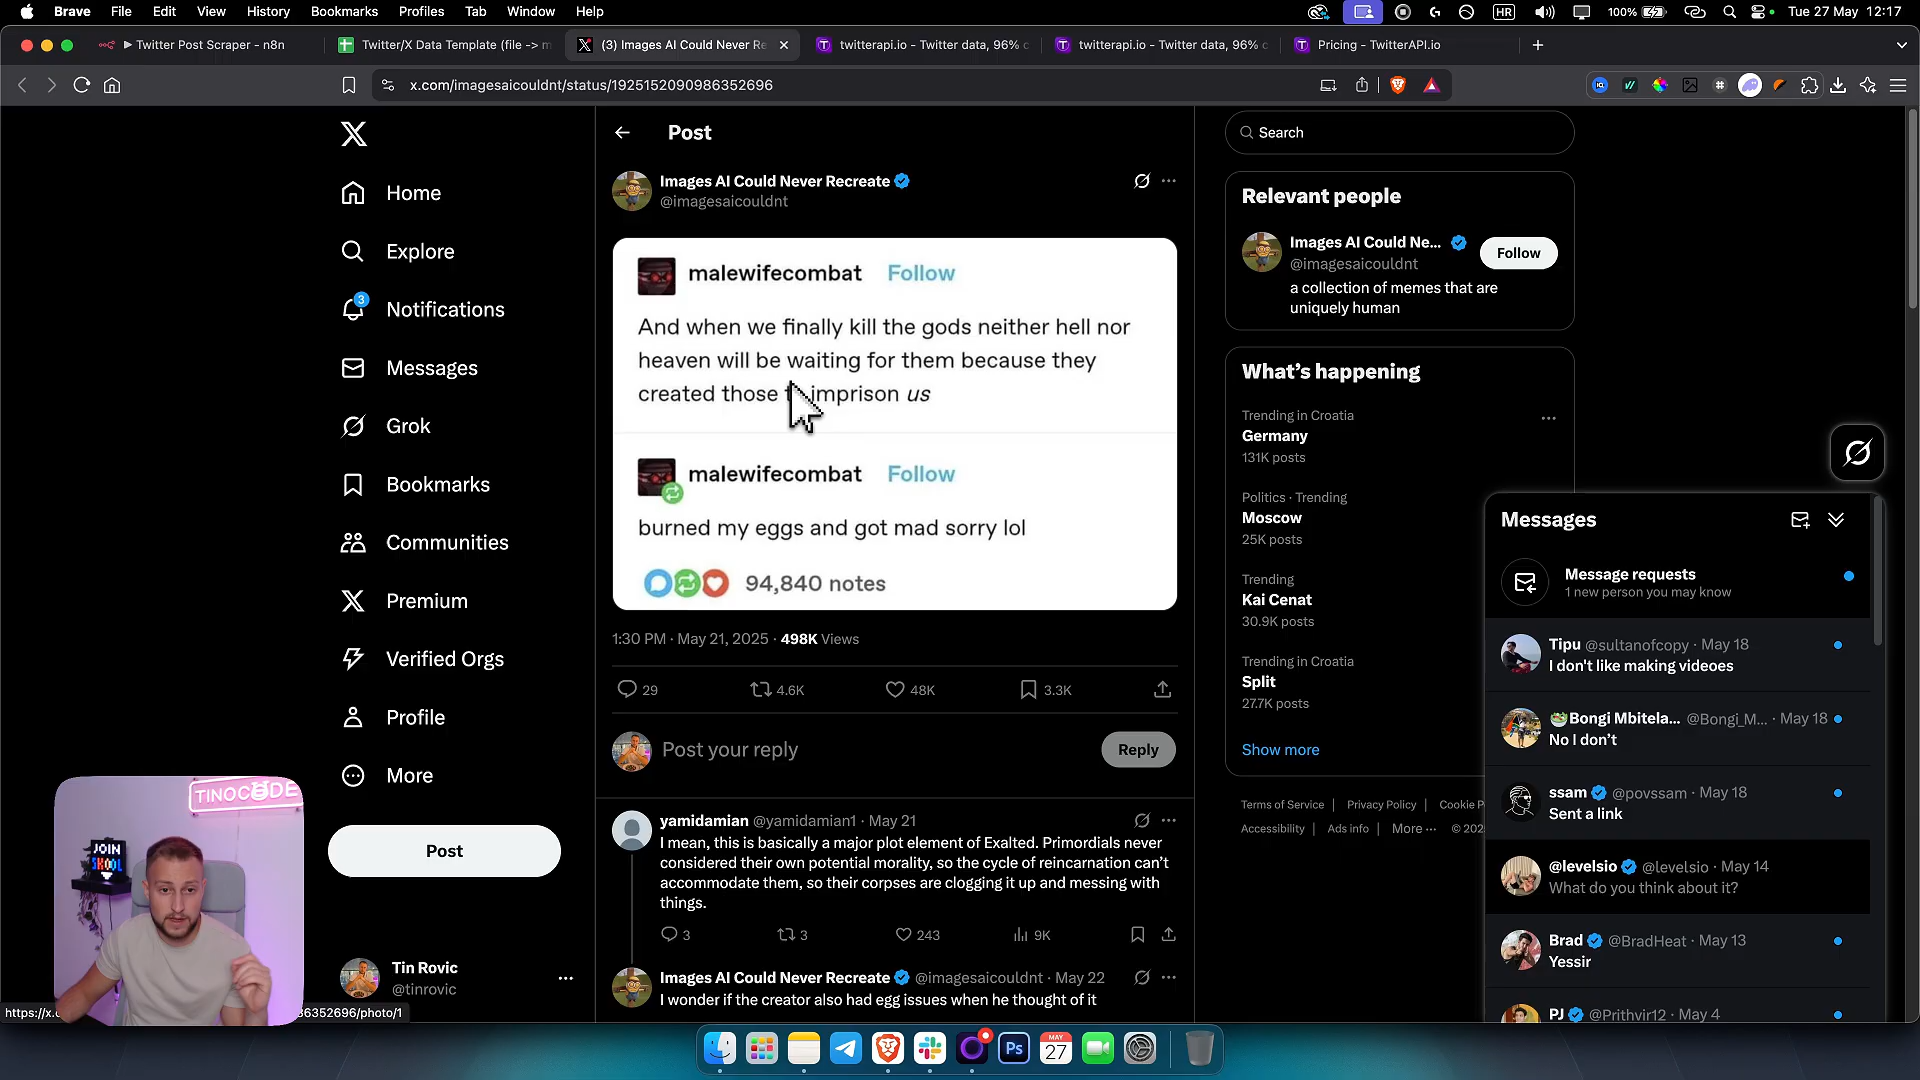 Brave File Edit View History Bookmarks Profiles Tab Window Help
HR 100% Tue 27 May 12:17
Twitter Post Scraper - n8n
Twitter/X Data Template (file -> m
(3) Images AI Could Never Re
twitterapi.io - Twitter data, 96% c
twitterapi.io - Twitter data, 96% c
Pricing - TwitterAPI.io
x.com/imagesaicouldnt/status/1925152090986352696
Home
Explore
3
Notifications
Messages
Grok
Bookmarks
Communities
Premium
Verified Orgs
Profile
More
Post
Tin Rovic
@tinrovic
Post
Images AI Could Never Recreate
@imagesaicouldnt
malewifecombat Follow
And when we finally kill the gods neither hell nor
heaven will be waiting for them because they
created those imprison us
malewifecombat Follow
burned my eggs and got mad sorry lol
94,840 notes
1:30 PM · May 21, 2025 · 498K Views
29 4.6K 48K 3.3K
Post your reply
Reply
yamidamian @yamidamian1 · May 21
I mean, this is basically a major plot element of Exalted. Primordials never
considered their own potential morality, so the cycle of reincarnation can't
accommodate them, so their corpses are clogging it up and messing with
things.
3 3 243 9K
Images AI Could Never Recreate @imagesaicouldnt · May 22
I wonder if the creator also had egg issues when he thought of it
Search
Relevant people
Images AI Could Ne...
@imagesaicouldnt
Follow
a collection of memes that are
uniquely human
What's happening
Trending in Croatia
Germany
131K posts
Politics · Trending
Moscow
25K posts
Trending
Kai Cenat
30.9K posts
Trending in Croatia
Split
27.7K posts
Show more
Terms of Service | Privacy Policy | Cookie P
Accessibility | Ads info | More ··· © 202
Messages
Message requests
1 new person you may know
Tipu @sultanofcopy · May 18
I don't like making videoes
Bongi Mbitela... @Bongi_M... · May 18
No I don't
ssam @povssam · May 18
Sent a link
@levelsio @levelsio · May 14
What do you think about it?
Brad @BradHeat · May 13
Yessir
PJ @Prithvir12 · May 4
TINOCODE
JOIN
SKOOL
https://x.c
36352696/photo/1
Ps
MAY
27